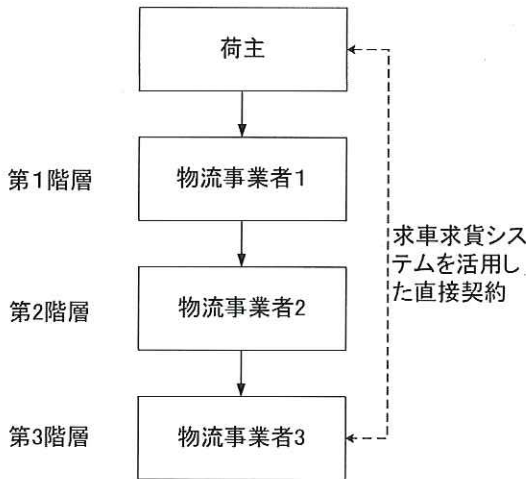 荷主
第1階層
物流事業者1
求車求貨シス
テムを活用し
た直接契約
第2階層
物流事業者2
第3階層
物流事業者3